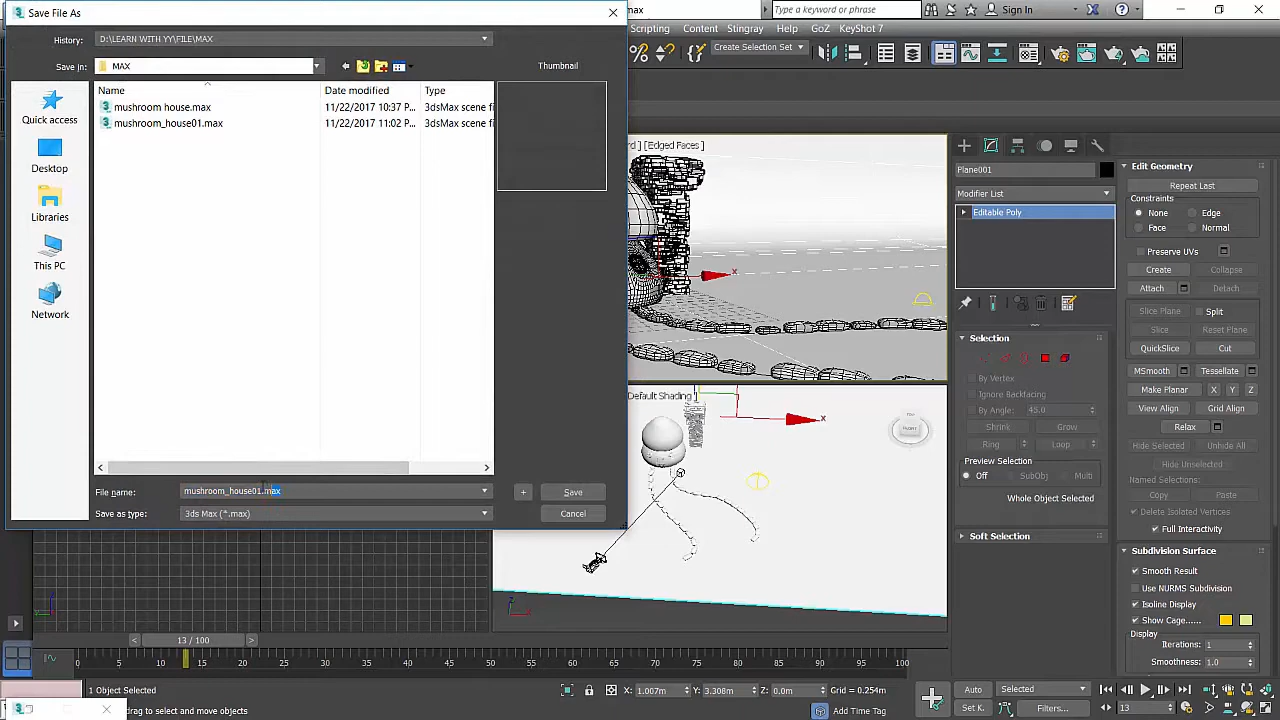 Save File As
max
Type a keyword or phrase
Sign In
History:
D:\LEARN WITH YY\FILE\MAX
Save in:
MAX
Thumbnail
Name
Date modified
Type
mushroom house.max
11/22/2017 10:37 P...
3dsMax scene fi
mushroom_house01.max
11/22/2017 11:02 P...
3dsMax scene fi
Quick access
Desktop
Libraries
This PC
Network
File name:
mushroom_house01.max
+
Save
Save as type:
3ds Max (*.max)
Cancel
Scripting
Content
Stingray
Help
GoZ
KeyShot 7
Create Selection Set
rd ] [Edged Faces ]
x
Default Shading ]
x
Plane001
Modifier List
Editable Poly
Selection
By Vertex
Ignore Backfacing
By Angle:
45.0
Shrink
Grow
Ring
Loop
Preview Selection
Off
SubObj
Multi
Whole Object Selected
Soft Selection
Edit Geometry
Repeat Last
Constraints
None
Edge
Face
Normal
Preserve UVs
Create
Collapse
Attach
Detach
Slice Plane
Split
Slice
Reset Plane
QuickSlice
Cut
MSmooth
Tessellate
Make Planar
X
Y
Z
View Align
Grid Align
Relax
Hide Selected
Unhide All
Hide Unselected
Named Selections:
Copy
Paste
Delete Isolated Vertices
Full Interactivity
Subdivision Surface
Smooth Result
Use NURMS Subdivision
Isoline Display
Show Cage......
Display
Iterations:
1
Smoothness:
1.0
<
13 / 100
>
0
5
10
15
20
25
30
35
40
45
50
55
60
65
70
75
80
85
90
95
100
1 Object Selected
X:
1.007m
Y:
3.308m
Z:
0.0m
Grid = 0.254m
Auto
Selected
drag to select and move objects
Add Time Tag
Set K.
Filters...
13